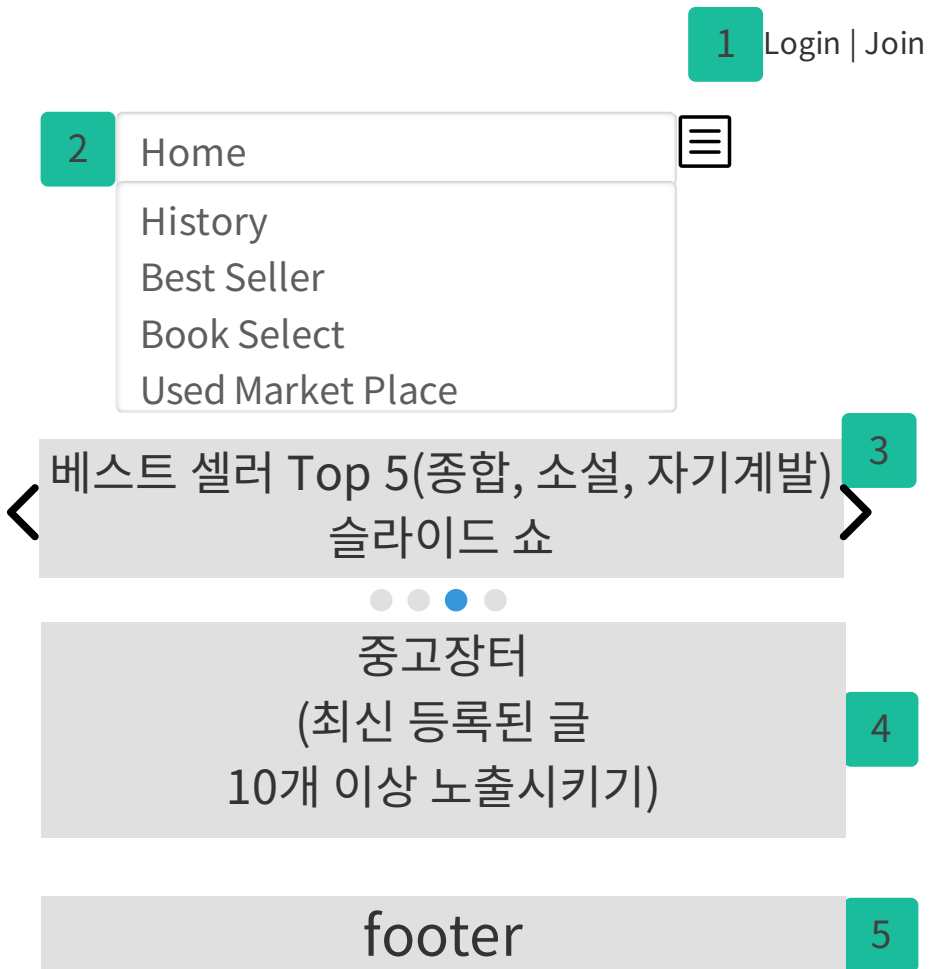 1 Login | Join
2 Home
History
Best Seller
Book Select
Used Market Place
3
베스트 셀러 Top 5(종합, 소설, 자기계발)
슬라이드 쇼
중고장터
(최신 등록된 글
4
10개 이상 노출시키기)
footer 5